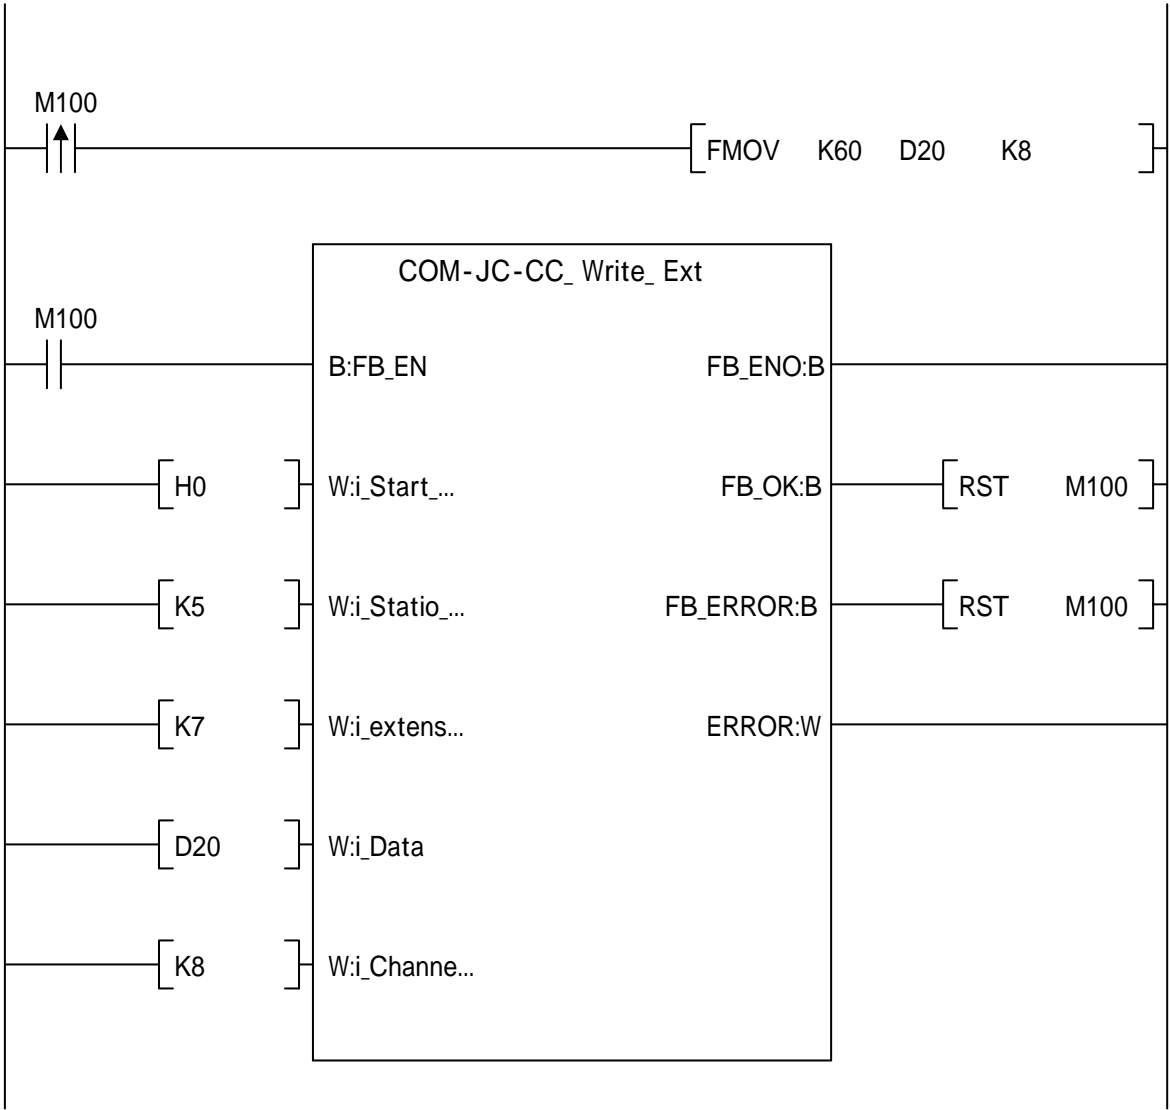 M100
FMOV K60 D20 K8
COM-JC-CC_ Write_ Ext
M100
B:FB_EN FB_ENO:B
H0 W:i_Start_... FB_OK:B RST M100
K5 W:i_Statio_... FB_ERROR:B RST M100
K7 W:i_extens... ERROR:W
D20 W:i_Data
K8 W:i_Channe...